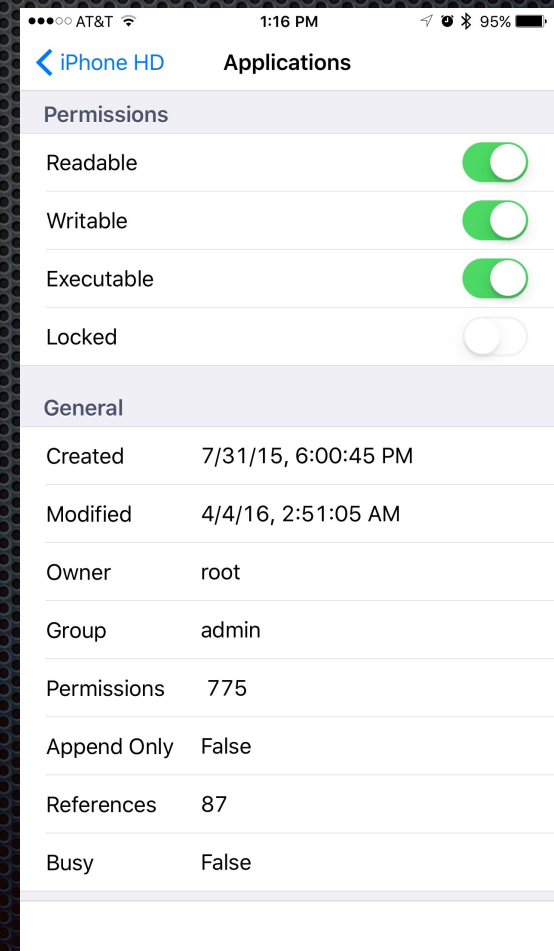 AT&T 1:16 PM 95%
iPhone HD Applications
Permissions
Readable
Writable
Executable
Locked
General
Created 7/31/15, 6:00:45 PM
Modified 4/4/16, 2:51:05 AM
Owner root
Group admin
Permissions 775
Append Only False
References 87
Busy False